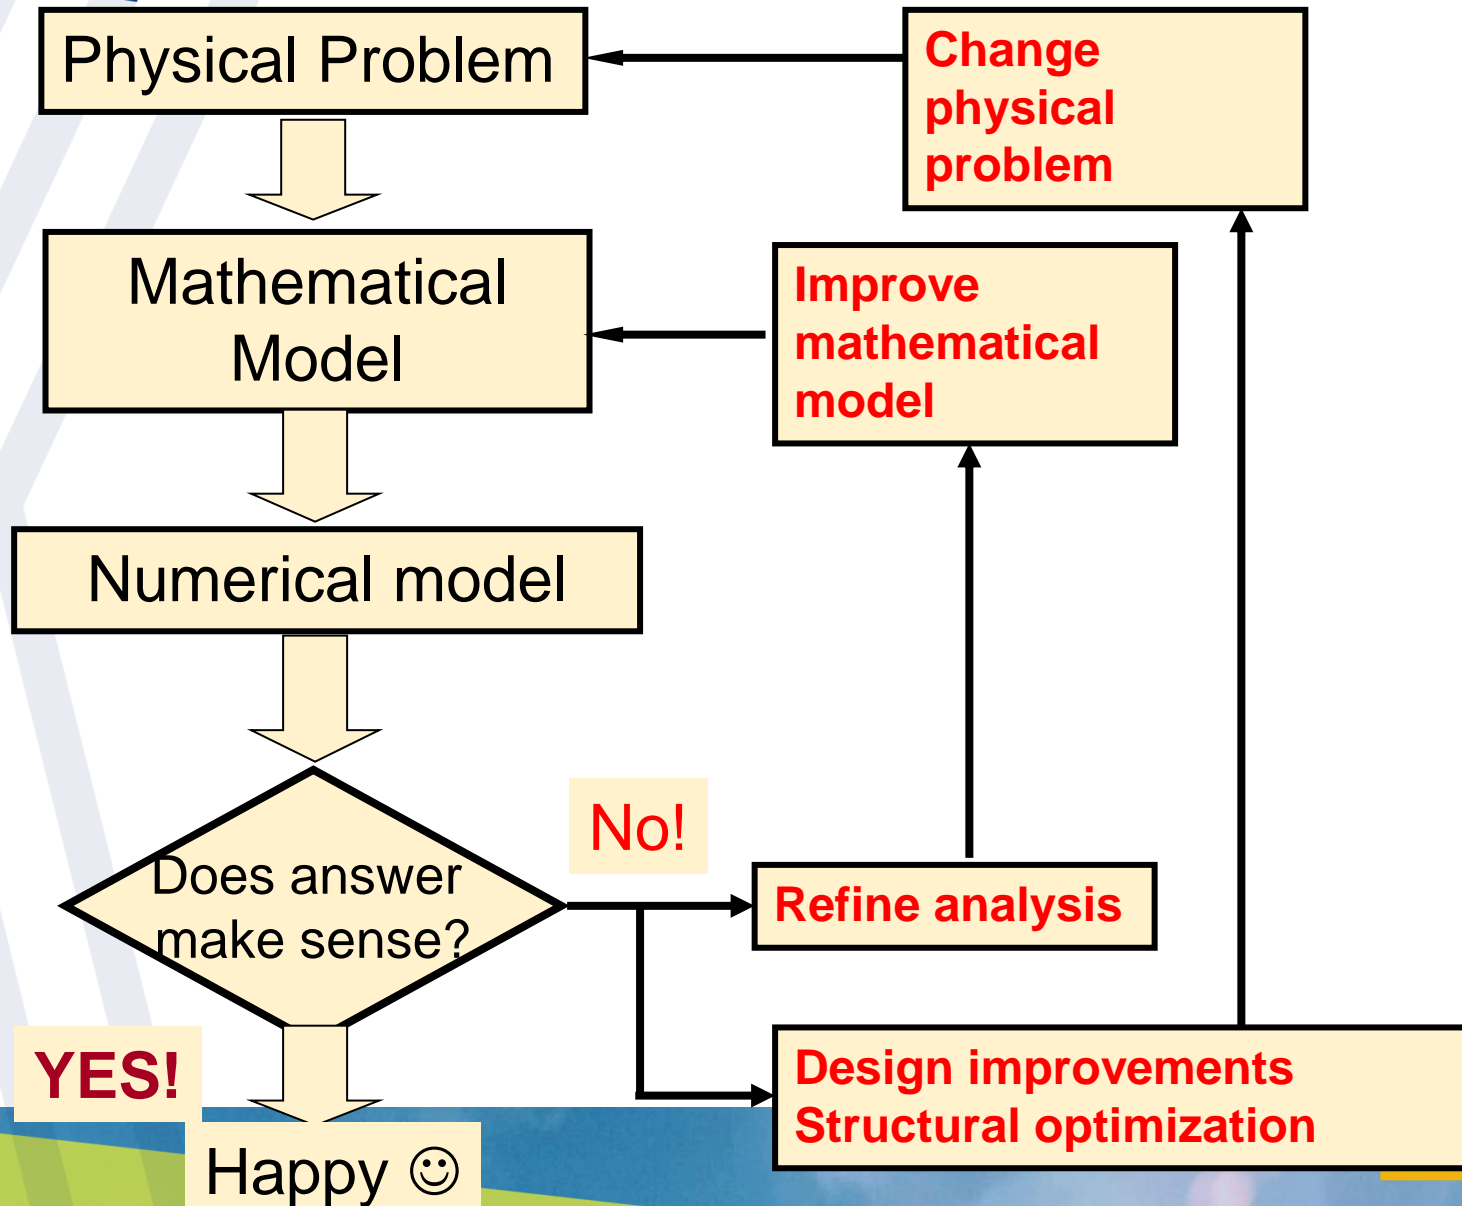 Physical Problem
Change
physical
problem
Mathematical
Model
Improve
mathematical
model
Numerical model
No!
Does answer
make sense?
Refine analysis
YES!
Design improvements
Structural optimization
Happy ☺